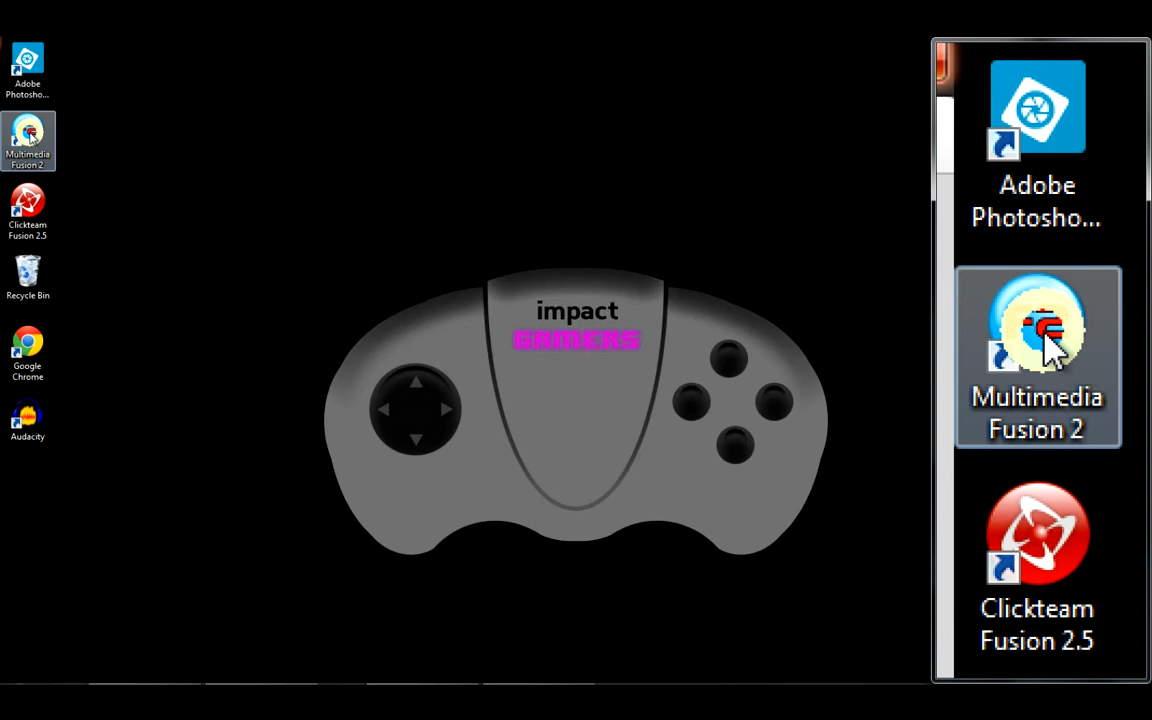 Adobe
Photosho...
Multimedia
Fusion 2
Clickteam
Fusion 2.5
Recycle Bin
Google
Chrome
Audacity
impact
GAMERS
Adobe
Photosho...
Multimedia
Fusion 2
Clickteam
Fusion 2.5